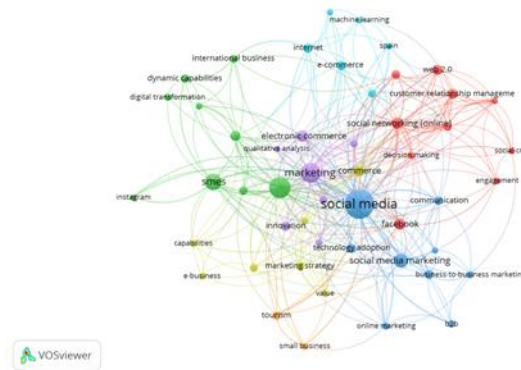 machine learning
internet
spain
international business
e-commerce
web 2.0
dynamic capabilities
customer relationship manageme
digital transformation
social networking (online)
electronic commerce
qualitative analysis
decision making
social-c
commerce
marketing
smes
engagement
instagram
social media
communication
innovation
facebook
capabilities
technology adoption
social media marketing
marketing strategy
e-business
business-to-business marketin
value
tourism
online marketing
b2b
small business
VOSviewer